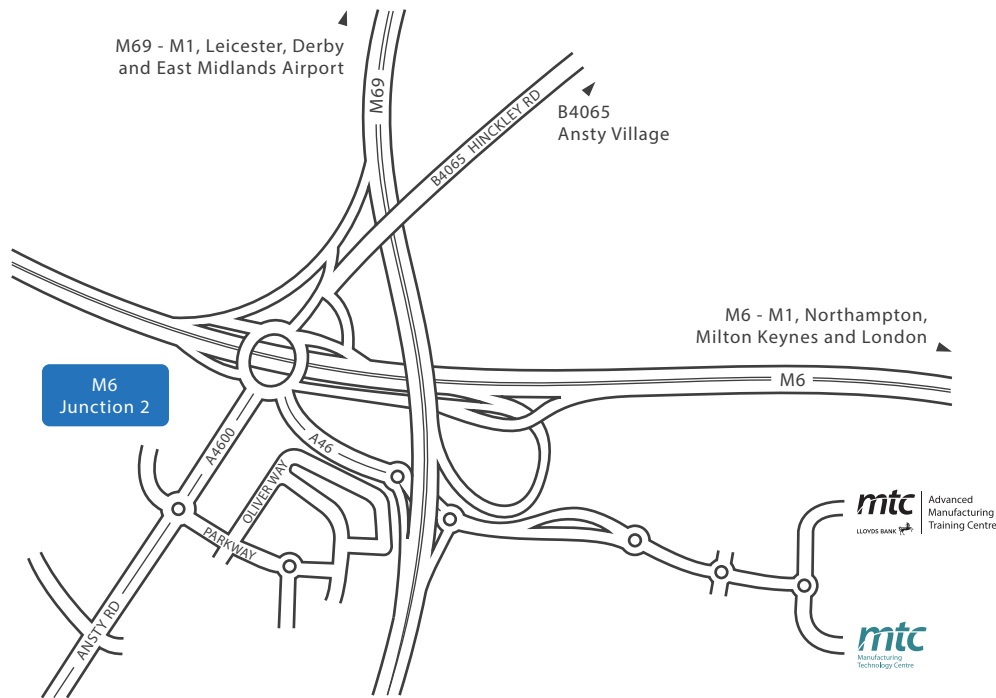 M69 - M1, Leicester, Derby
and East Midlands Airport
M69
B4065 HINCKLEY RD
B4065
Ansty Village
M6 - M1, Northampton,
Milton Keynes and London
M6
M6
Junction 2
A4600
A46
OLIVER WAY
PARKWAY
ANSTY RD
mtc
Advanced
Manufacturing
Training Centre
LLOYDS BANK
mtc
Manufacturing
Technology Centre